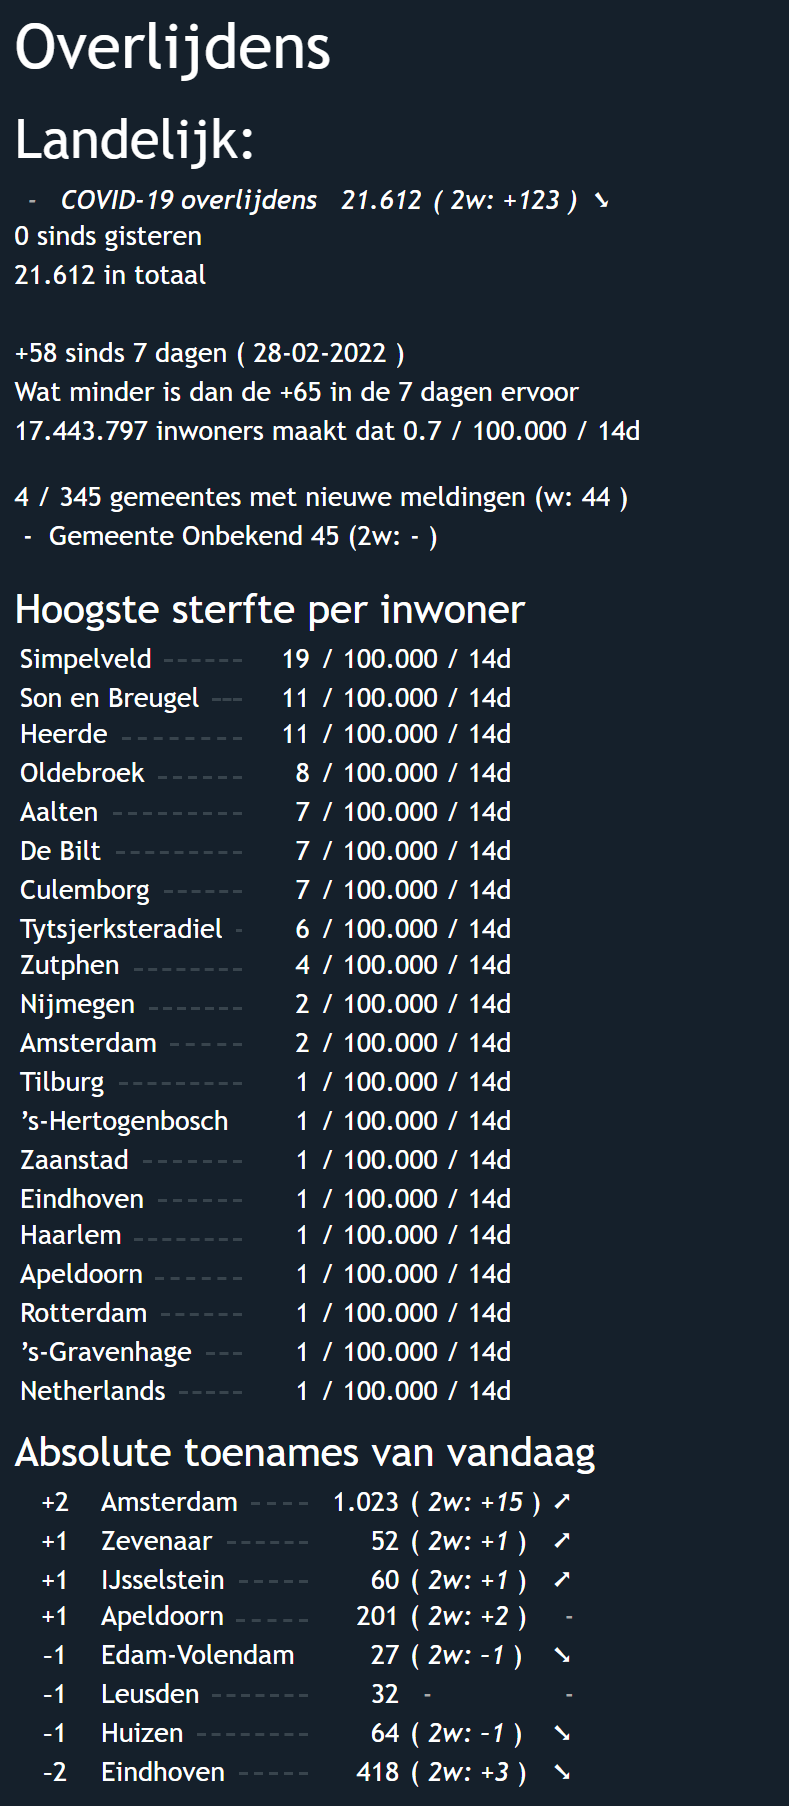 Overlijdens
Landelijk:
- COVID-19 overlijdens 21.612 ( 2w: +123 ) ➘
0 sinds gisteren
21.612 in totaal
+58 sinds 7 dagen ( 28-02-2022 )
Wat minder is dan de +65 in de 7 dagen ervoor
17.443.797 inwoners maakt dat 0.7 / 100.000 / 14d
4 / 345 gemeentes met nieuwe meldingen (w: 44 )
- Gemeente Onbekend 45 (2w: - )
Hoogste sterfte per inwoner
Simpelveld ------ 19 / 100.000 / 14d
Son en Breugel --- 11 / 100.000 / 14d
Heerde -------- 11 / 100.000 / 14d
Oldebroek ------ 8 / 100.000 / 14d
Aalten --------- 7 / 100.000 / 14d
De Bilt --------- 7 / 100.000 / 14d
Culemborg ------ 7 / 100.000 / 14d
Tytsjerksteradiel - 6 / 100.000 / 14d
Zutphen -------- 4 / 100.000 / 14d
Nijmegen ------- 2 / 100.000 / 14d
Amsterdam ----- 2 / 100.000 / 14d
Tilburg --------- 1 / 100.000 / 14d
’s-Hertogenbosch 1 / 100.000 / 14d
Zaanstad ------- 1 / 100.000 / 14d
Eindhoven ------ 1 / 100.000 / 14d
Haarlem -------- 1 / 100.000 / 14d
Apeldoorn ------ 1 / 100.000 / 14d
Rotterdam ------ 1 / 100.000 / 14d
’s-Gravenhage --- 1 / 100.000 / 14d
Netherlands ----- 1 / 100.000 / 14d
Absolute toenames van vandaag
+2 Amsterdam ---- 1.023 ( 2w: +15 ) ➚
+1 Zevenaar ------ 52 ( 2w: +1 ) ➚
+1 IJsselstein ----- 60 ( 2w: +1 ) ➚
+1 Apeldoorn ----- 201 ( 2w: +2 ) -
−1 Edam-Volendam 27 ( 2w: −1 ) ➘
−1 Leusden ------- 32 - -
−1 Huizen -------- 64 ( 2w: −1 ) ➘
−2 Eindhoven ----- 418 ( 2w: +3 ) ➘